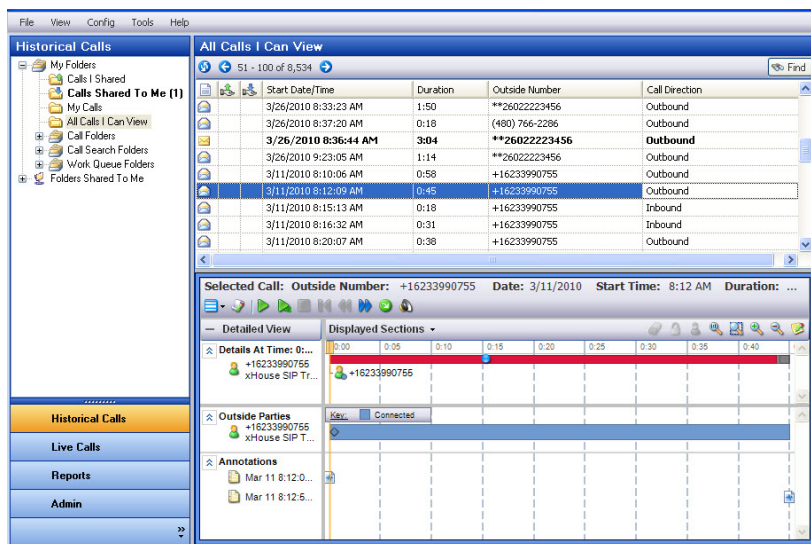 File View Config Tools Help
Historical Calls
My Folders
Calls I Shared
Calls Shared To Me (1)
My Calls
All Calls I Can View
Call Folders
Call Search Folders
Work Queue Folders
Folders Shared To Me
Historical Calls
Live Calls
Reports
Admin
All Calls I Can View
51 - 100 of 8,534 Find
Start Date/Time Duration Outside Number Call Direction
3/26/2010 8:33:23 AM 1:50 **26022223456 Outbound
3/26/2010 8:37:20 AM 0:18 (480) 766-2286 Outbound
3/26/2010 8:36:44 AM 3:04 **26022223456 Outbound
3/26/2010 9:23:05 AM 1:14 **26022223456 Outbound
3/11/2010 8:10:06 AM 0:58 +16233990755 Outbound
3/11/2010 8:12:09 AM 0:45 +16233990755 Outbound
3/11/2010 8:15:13 AM 0:18 +16233990755 Inbound
3/11/2010 8:16:32 AM 0:31 +16233990755 Inbound
3/11/2010 8:20:07 AM 0:38 +16233990755 Outbound
Selected Call: Outside Number: +16233990755 Date: 3/11/2010 Start Time: 8:12 AM Duration: ...
Detailed View Displayed Sections
Details At Time: 0:... 0:00 0:05 0:10 0:15 0:20 0:25 0:30 0:35 0:40
+16233990755
xHouse SIP Tr...
+16233990755
Outside Parties Key: Connected
+16233990755
xHouse SIP T...
Annotations
Mar 11 8:12:0...
Mar 11 8:12:5...